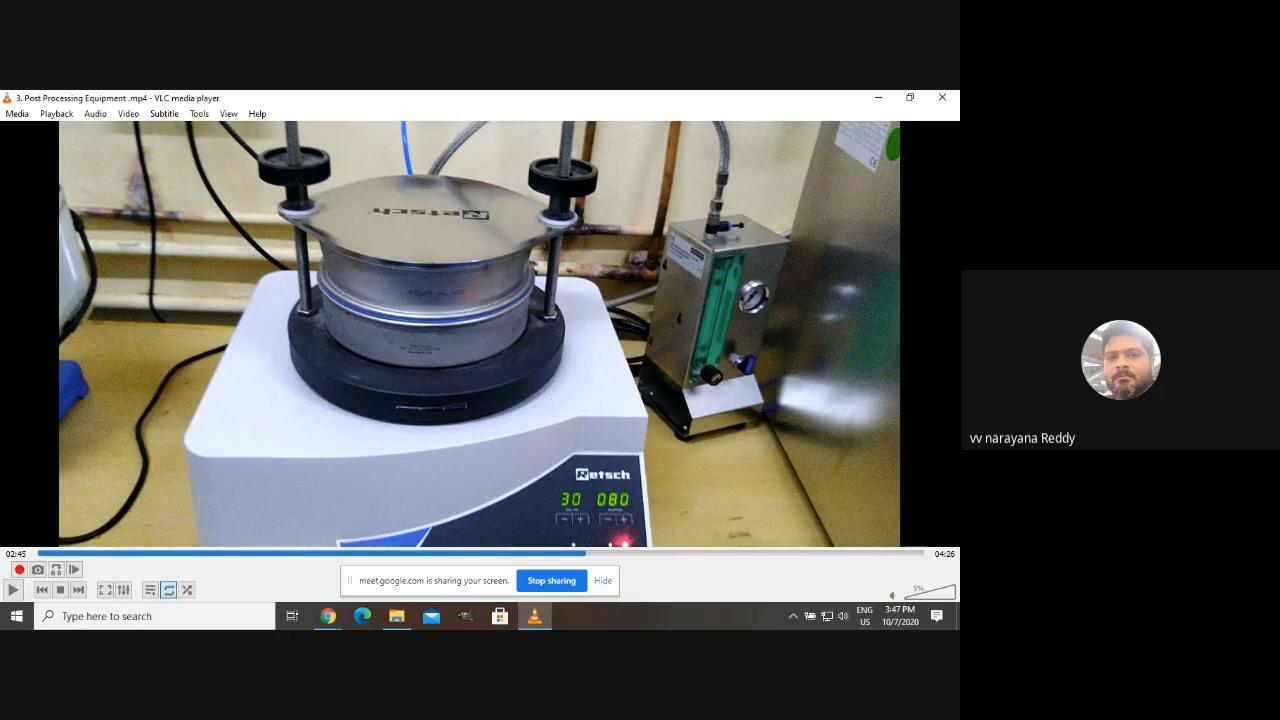 3. Post Processing Equipment .mp4 - VLC media player
Media Playback Audio Video Subtitle Tools View Help
Retsch
Retsch
30 080
02:45
04:26
meet.google.com is sharing your screen. Stop sharing Hide
5%
Type here to search
ENG
US
3:47 PM
10/7/2020
vv narayana Reddy